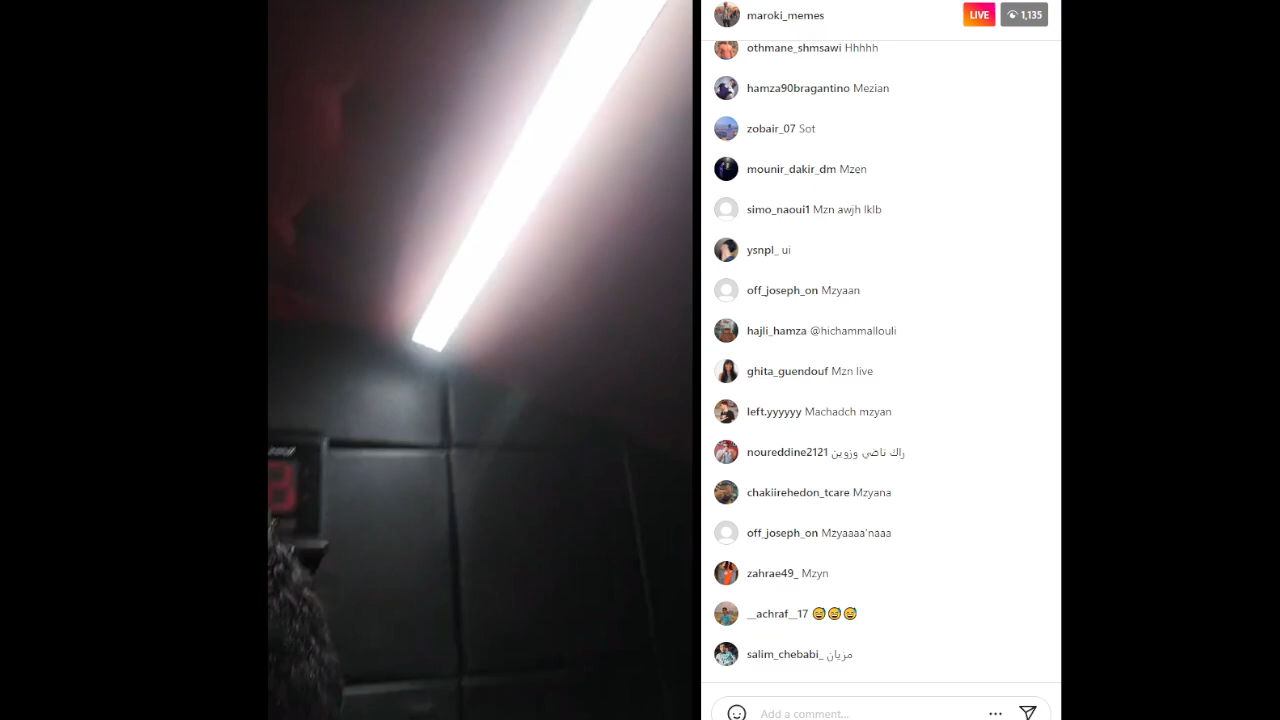 maroki_memes LIVE 1,135
othmane_shmsawi Hhhhh
hamza90bragantino Mezian
zobair_07 Sot
mounir_dakir_dm Mzen
simo_naoui1 Mzn awjh lklb
ysnpl_ ui
off_joseph_on Mzyaan
hajli_hamza @hichammallouli
ghita_guendouf Mzn live
left.yyyyyy Machadch mzyan
noureddine2121 راك ناضي وزوين
chakiirehedon_tcare Mzyana
off_joseph_on Mzyaaaa'naaa
zahrae49_ Mzyn
__achraf__17 😅😅😅
salim_chebabi_ مزيان
Add a comment...